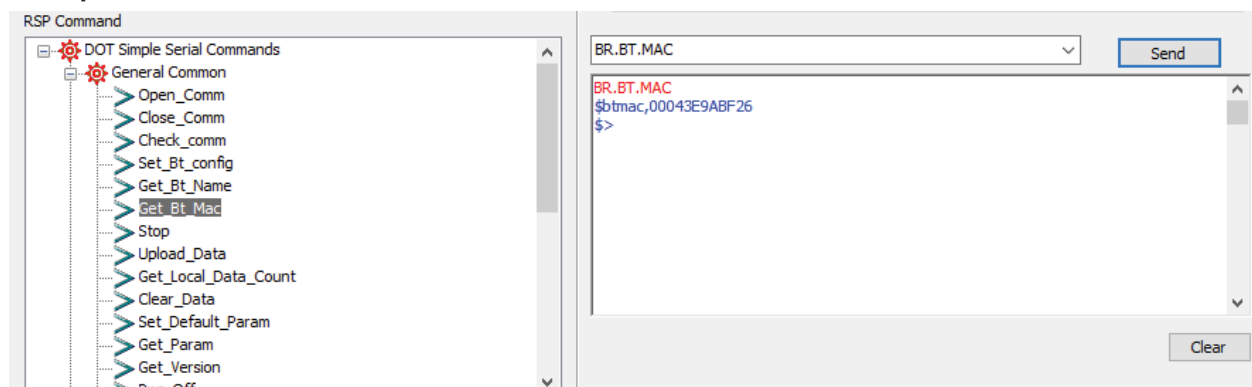 RSP Command
DOT Simple Serial Commands
General Common
Open_Comm
Close_Comm
Check_comm
Set_Bt_config
Get_Bt_Name
Get_Bt_Mac
Stop
Upload_Data
Get_Local_Data_Count
Clear_Data
Set_Default_Param
Get_Param
Get_Version
BR.BT.MAC
Send
BR.BT.MAC
$btmac,00043E9ABF26
$>
Clear